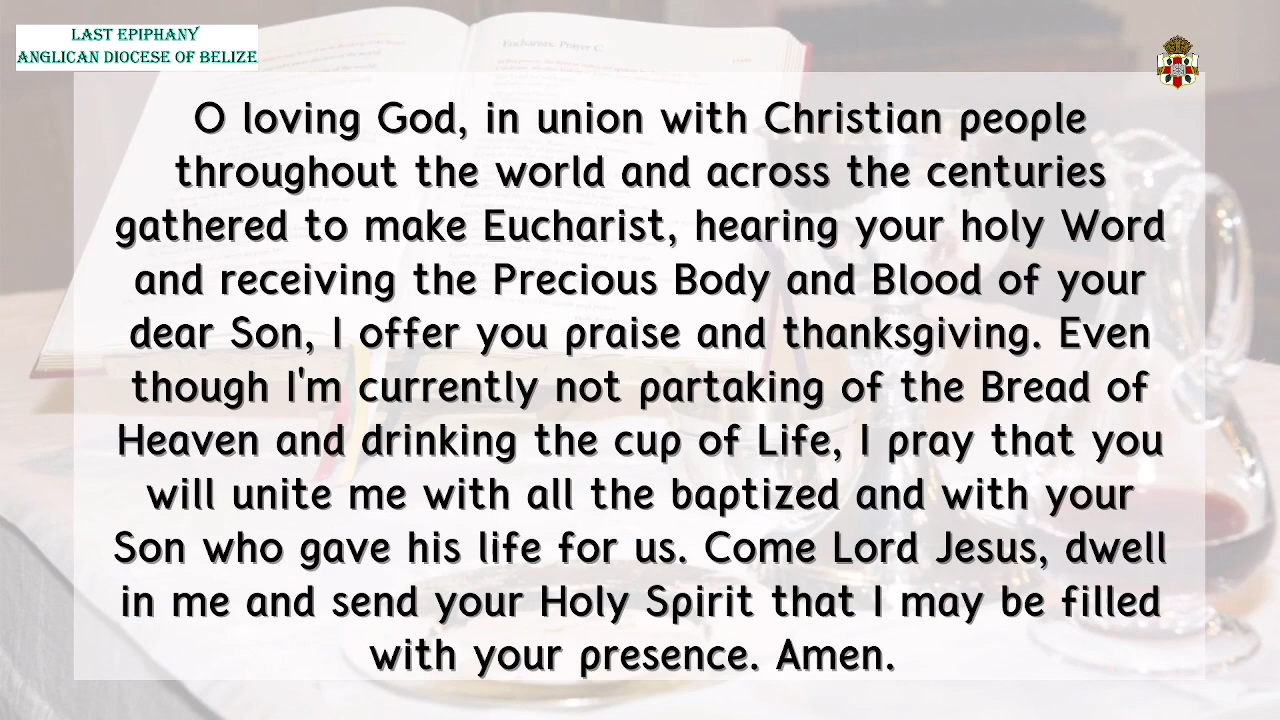 LAST EPIPHANY
ANGLICAN DIOCESE OF BELIZE
Eucharistic Prayer C
O loving God, in union with Christian people
throughout the world and across the centuries
gathered to make Eucharist, hearing your holy Word
and receiving the Precious Body and Blood of your
dear Son, I offer you praise and thanksgiving. Even
though I'm currently not partaking of the Bread of
Heaven and drinking the cup of Life, I pray that you
will unite me with all the baptized and with your
Son who gave his life for us. Come Lord Jesus, dwell
in me and send your Holy Spirit that I may be filled
with your presence. Amen.